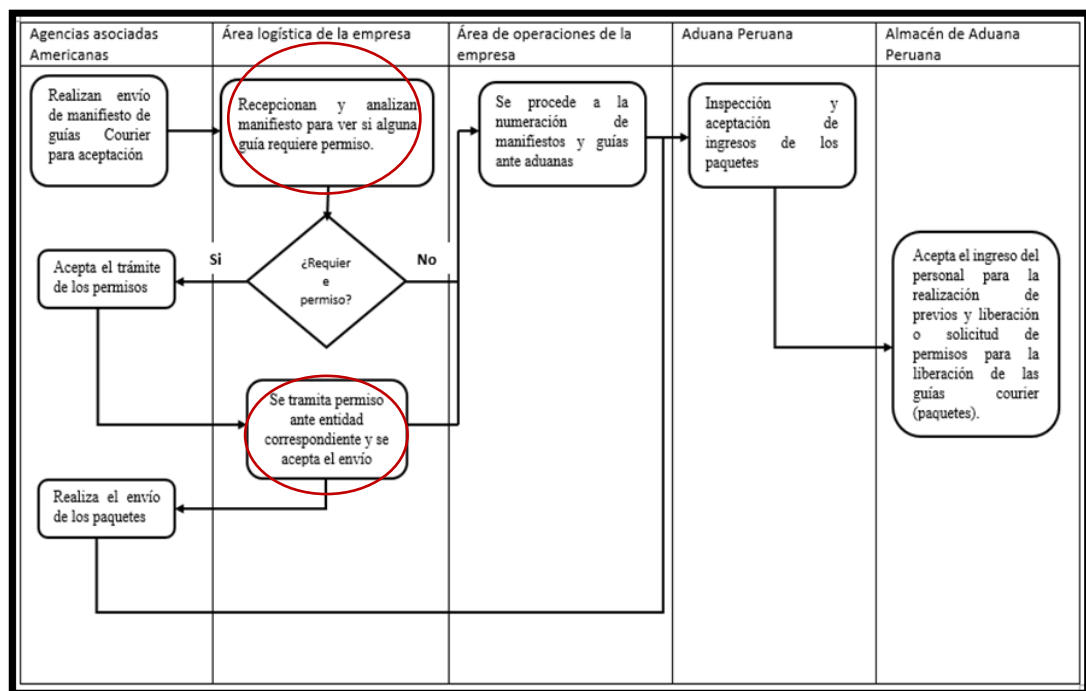 Agencias asociadas
Americanas
Área logística de la empresa
Área de operaciones de la
empresa
Aduana Peruana
Almacén de Aduana
Peruana
Realizan envío
de manifiesto de
guías Courier
para aceptación
Recepcionan y analizan
manifiesto para ver si alguna
guía requiere permiso.
Se procede a la
numeración de
manifiestos y guías
ante aduanas
Inspección y
aceptación de
ingresos de los
paquetes
Si
¿Requier
e
permiso?
No
Acepta el trámite
de los permisos
Acepta el ingreso del
personal para la
realización de
previos y liberación
o solicitud de
permisos para la
liberación de las
guías courier
(paquetes).
Se tramita permiso
ante entidad
correspondiente y se
acepta el envío
Realiza el envío
de los paquetes